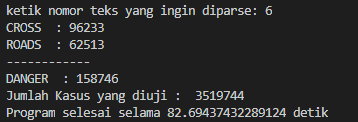 ketik nomor teks yang ingin diparse: 6
CROSS  : 96233
ROADS  : 62513
------------
DANGER  : 158746
Jumlah Kasus yang diuji :  3519744
Program selesai selama 82.69437432289124 detik